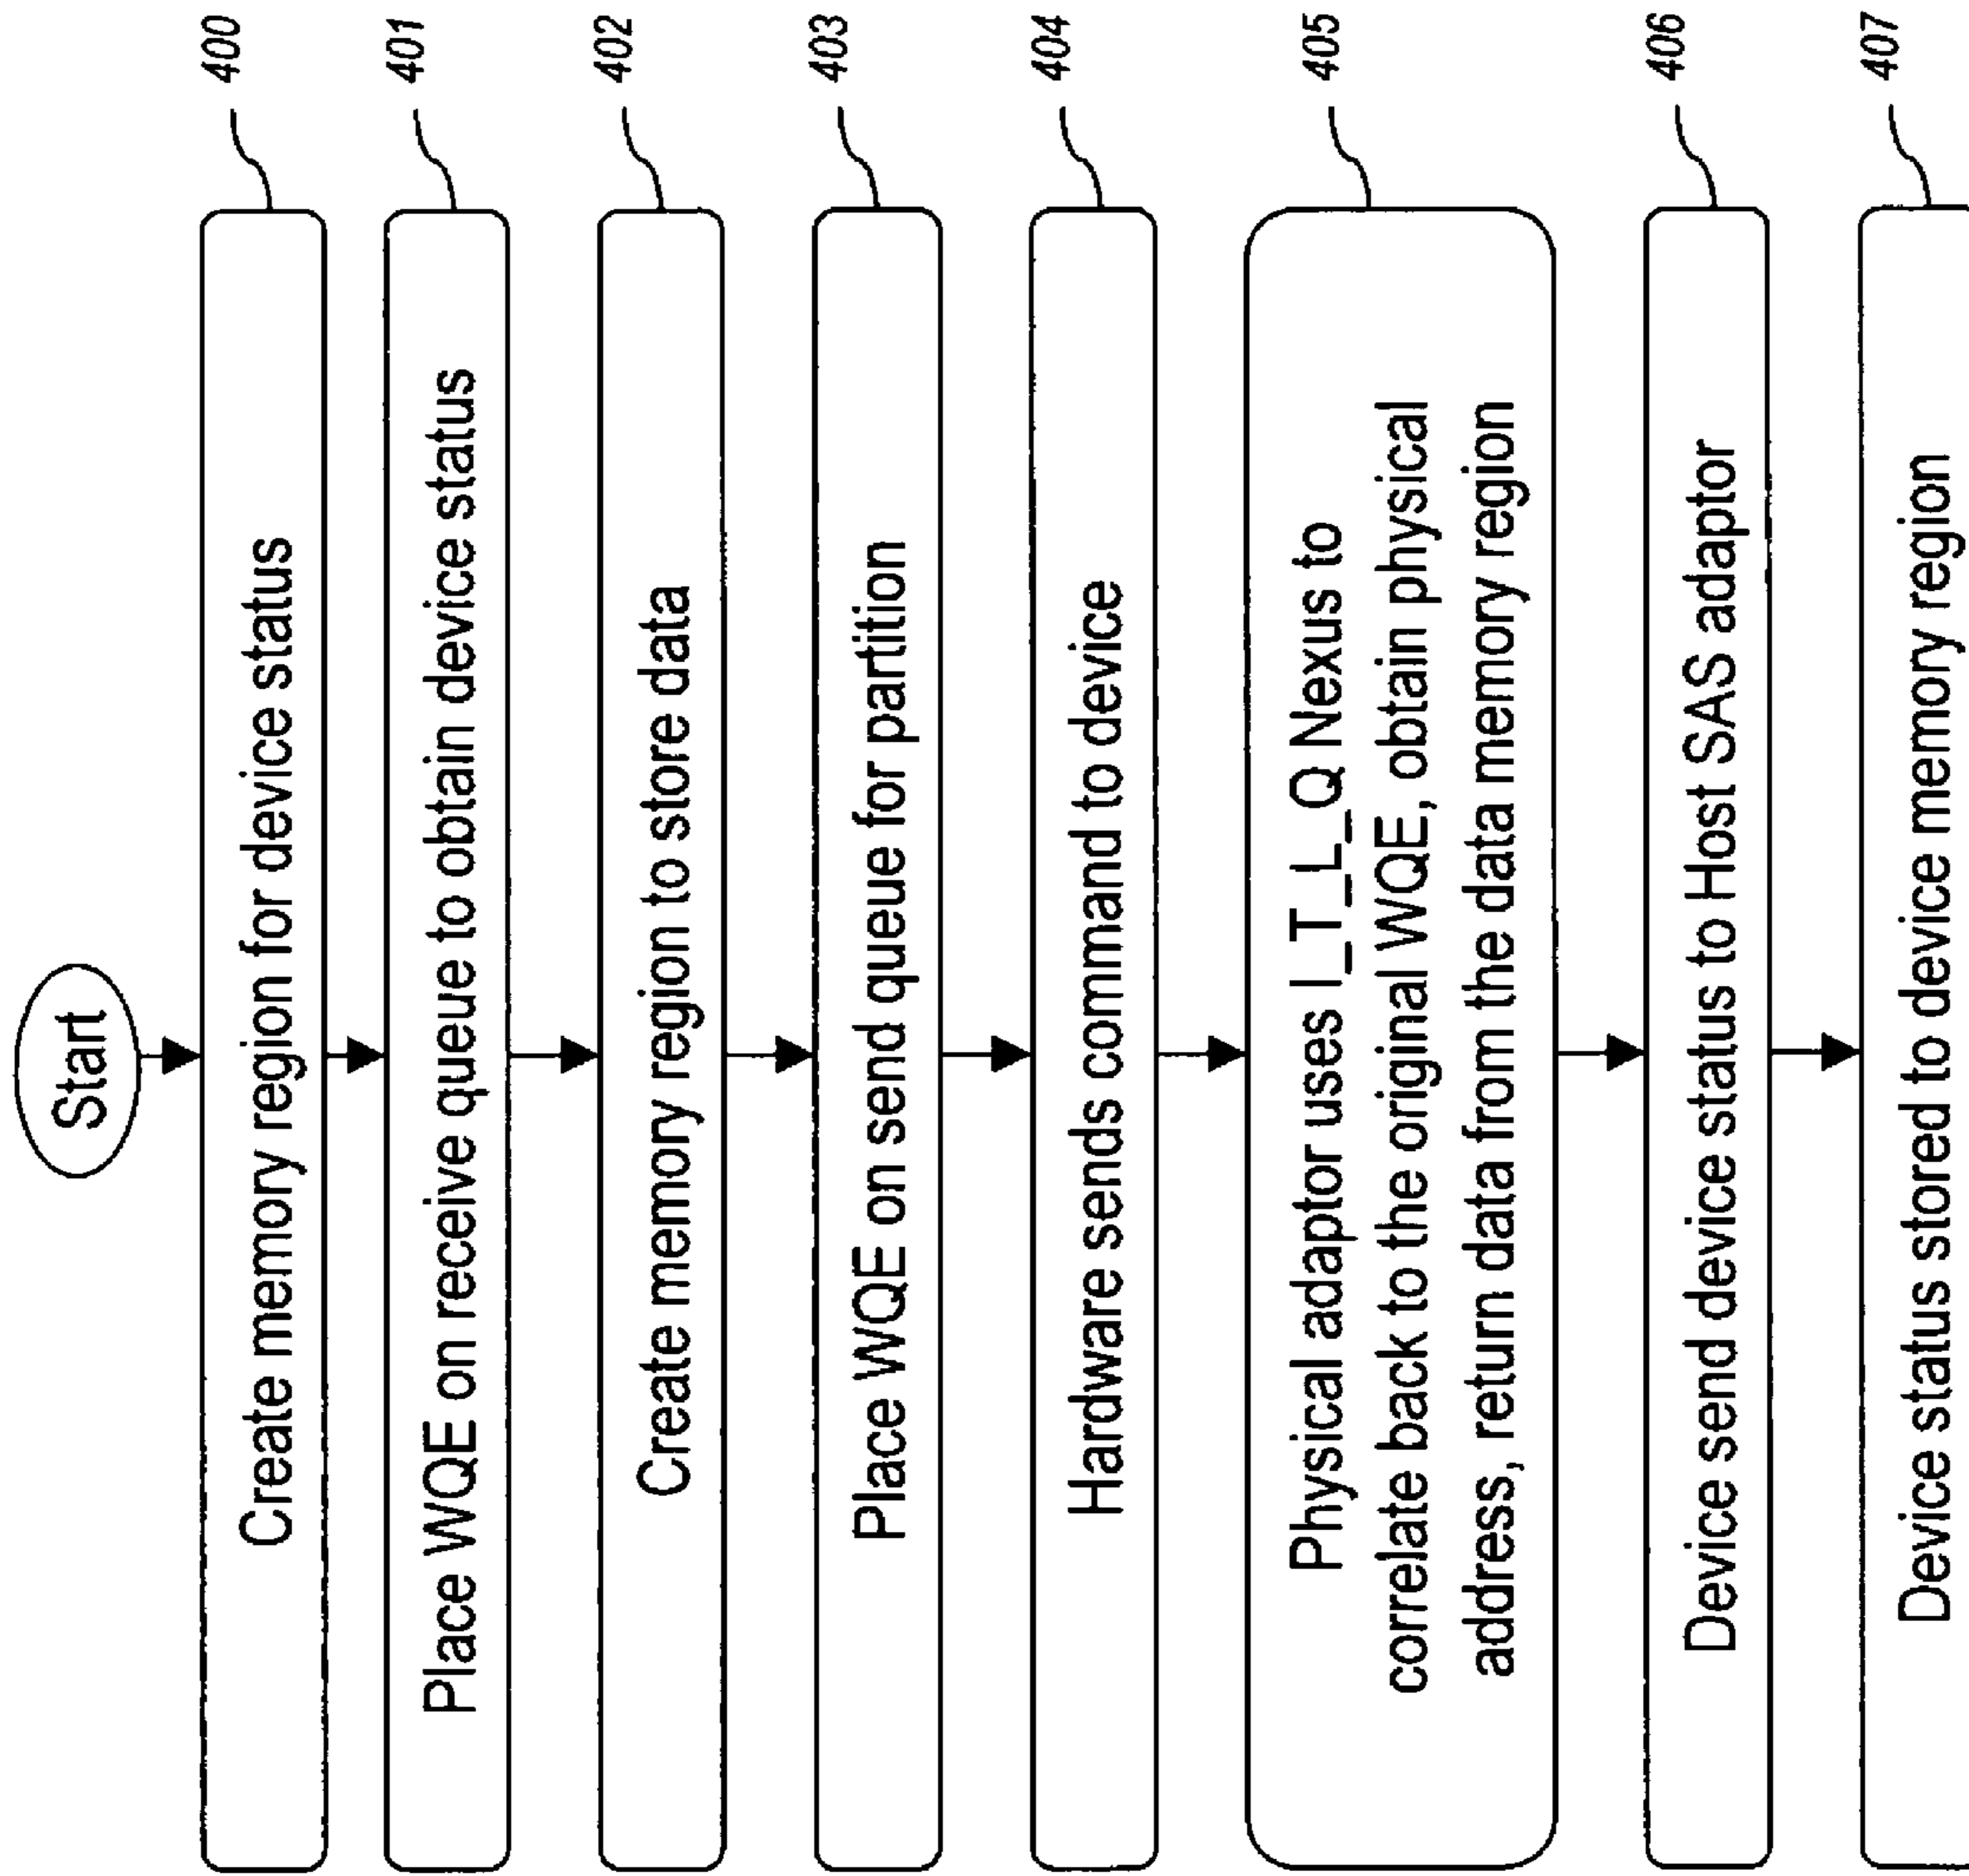 Start
Create memory region for device status
400
Place WQE on receive queue to obtain device status
401
Create memory region to store data
402
Place WQE on send queue for partition
403
Hardware sends command to device
404
Physical adaptor uses I_T_L_Q Nexus to
correlate back to the original WQE, obtain physical
address, return data from the data memory region
405
Device send device status to Host SAS adaptor
406
Device status stored to device memory region
407